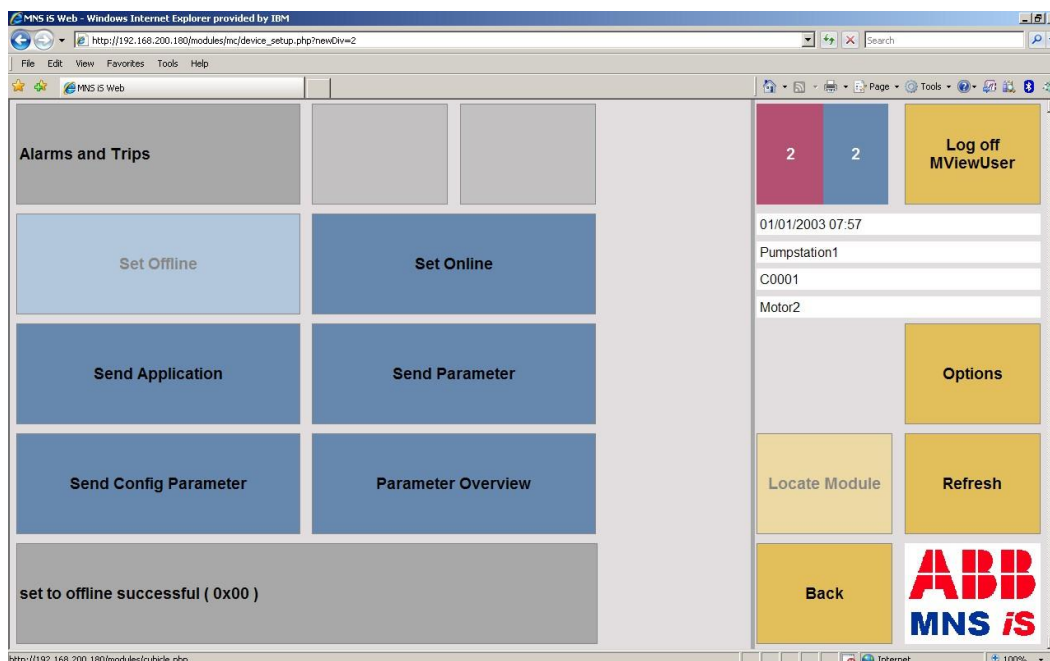 MNS iS Web - Windows Internet Explorer provided by IBM
http://192.168.200.180/modules/mc/device_setup.php?newDiv=2
Search
File Edit View Favorites Tools Help
MNS iS Web
Page Tools
Alarms and Trips
2 2
Log off
MViewUser
01/01/2003 07:57
Pumpstation1
C0001
Motor2
Set Offline
Set Online
Send Application
Send Parameter
Options
Send Config Parameter
Parameter Overview
Locate Module
Refresh
set to offline successful ( 0x00 )
Back
ABB
MNS iS
http://192.168.200.180/modules/cubicle.php
Internet
100%